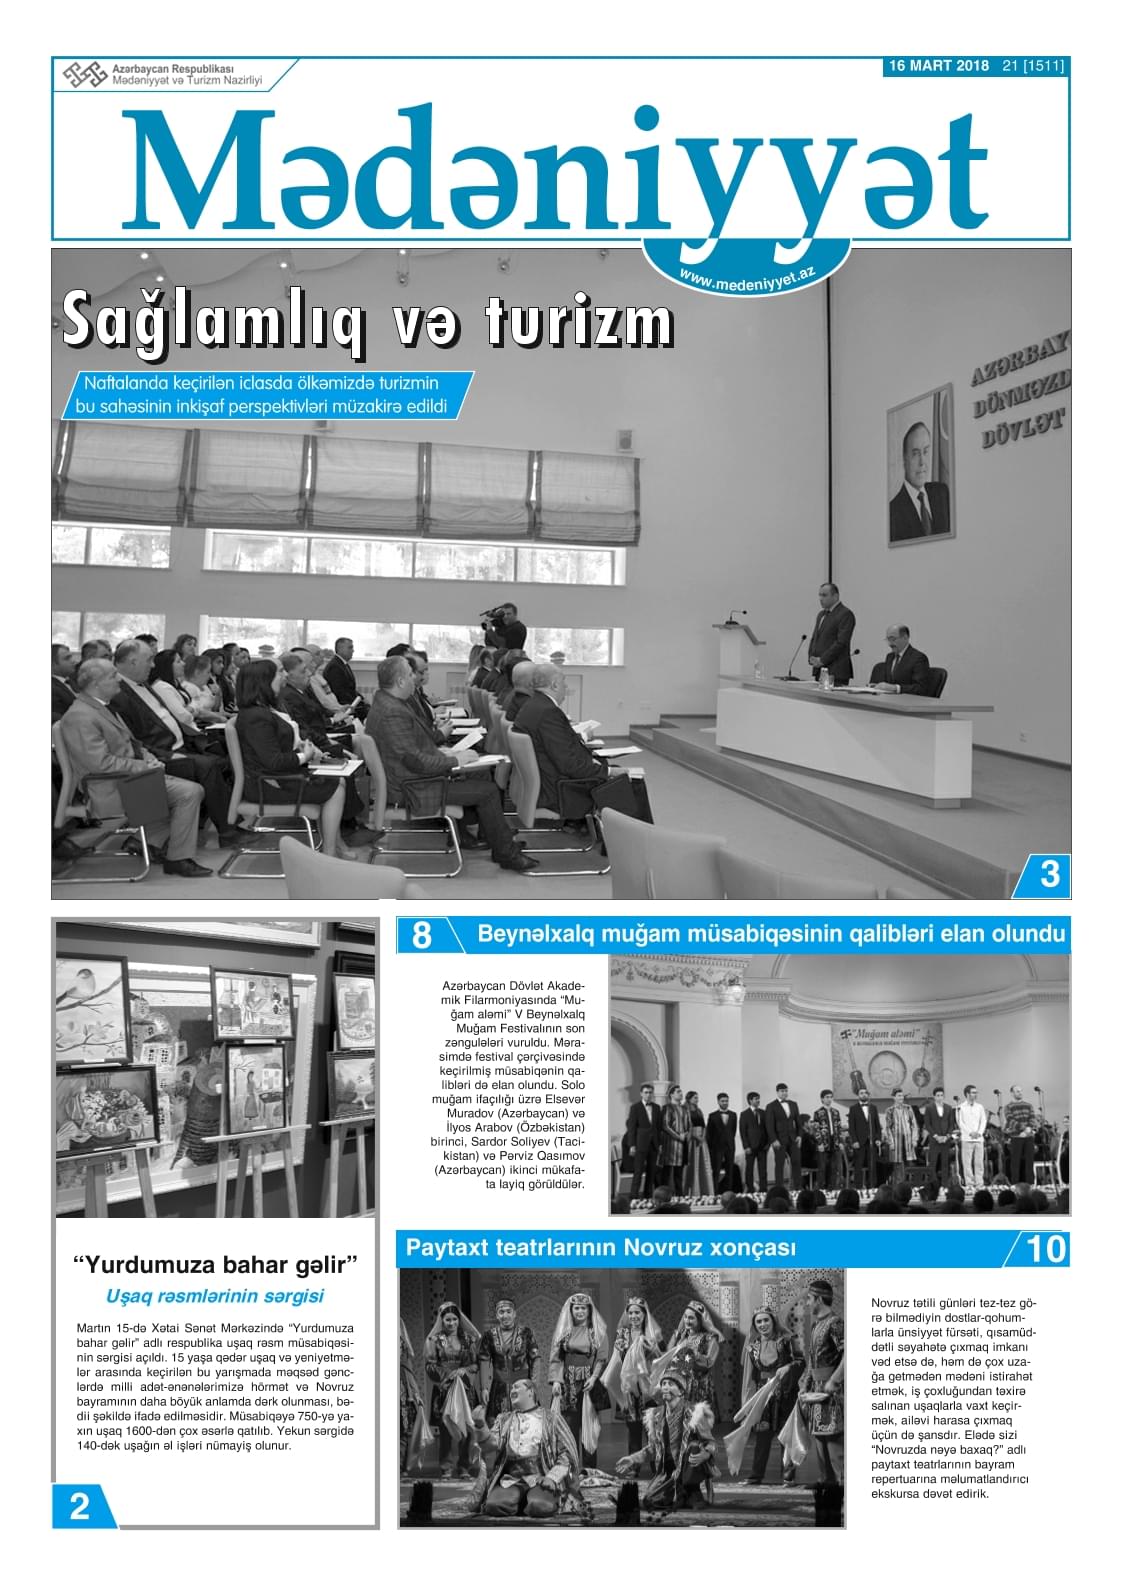 Azərbaycan Respublikası
Mədəniyyət və Turizm Nazirliyi
16 MART 2018 21 [1511]
Mədəniyyət
www.medeniyyet.az
Sağlamlıq və turizm
Naftalanda keçirilən iclasda ölkəmizdə turizmin
bu sahəsinin inkişaf perspektivləri müzakirə edildi
AZƏRBAY
DÖNMƏZD
DÖVLƏT
3
“Yurdumuza bahar gəlir”
Uşaq rəsmlərinin sərgisi
Martın 15-də Xətai Sənət Mərkəzində “Yurdumuza
bahar gəlir” adlı respublika uşaq rəsm müsabiqəsi-
nin sərgisi açıldı. 15 yaşa qədər uşaq və yeniyetmə-
lər arasında keçirilən bu yarışmada məqsəd gənc-
lərdə milli adət-ənənələrimizə hörmət və Novruz
bayramının daha böyük anlamda dərk olunması, bə-
dii şəkildə ifadə edilməsidir. Müsabiqəyə 750-yə ya-
xın uşaq 1600-dən çox əsərlə qatılıb. Yekun sərgidə
140-dək uşağın əl işləri nümayiş olunur.
2
8 Beynəlxalq muğam müsabiqəsinin qalibləri elan olundu
Azərbaycan Dövlət Akade-
mik Filarmoniyasında “Mu-
ğam aləmi” V Beynəlxalq
Muğam Festivalının son
zəngulələri vuruldu. Məra-
simdə festival çərçivəsində
keçirilmiş müsabiqənin qa-
libləri də elan olundu. Solo
muğam ifaçılığı üzrə Elsevər
Muradov (Azərbaycan) və
İlyos Arabov (Özbəkistan)
birinci, Sardor Soliyev (Taci-
kistan) və Pərviz Qasımov
(Azərbaycan) ikinci mükafa-
ta layiq görüldülər.
“Muğam aləmi”
Paytaxt teatrlarının Novruz xonçası 10
Novruz tətili günləri tez-tez gö-
rə bilmədiyin dostlar-qohum-
larla ünsiyyət fürsəti, qısamüd-
dətli səyahətə çıxmaq imkanı
vəd etsə də, həm də çox uza-
ğa getmədən mədəni istirahət
etmək, iş çoxluğundan təxirə
salınan uşaqlarla vaxt keçir-
mək, ailəvi harasa çıxmaq
üçün də şansdır. Elədə sizi
“Novruzda nəyə baxaq?” adlı
paytaxt teatrlarının bayram
repertuarına məlumatlandırıcı
ekskursa dəvət edirik.